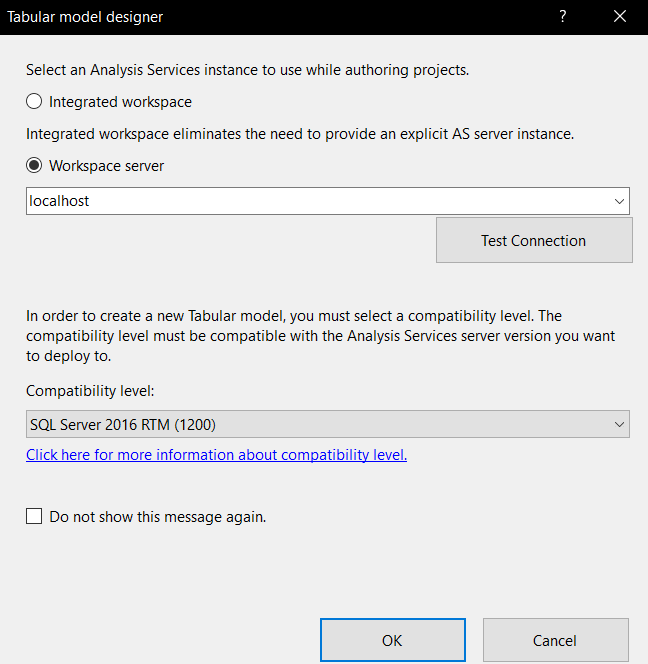 Tabular model designer
?
Select an Analysis Services instance to use while authoring projects.
Integrated workspace
Integrated workspace eliminates the need to provide an explicit AS server instance.
Workspace server
localhost
Test Connection
In order to create a new Tabular model, you must select a compatibility level. The
compatibility level must be compatible with the Analysis Services server version you want
to deploy to.
Compatibility level:
SQL Server 2016 RTM (1200)
Click here for more information about compatibility level.
Do not show this message again.
OK
Cancel